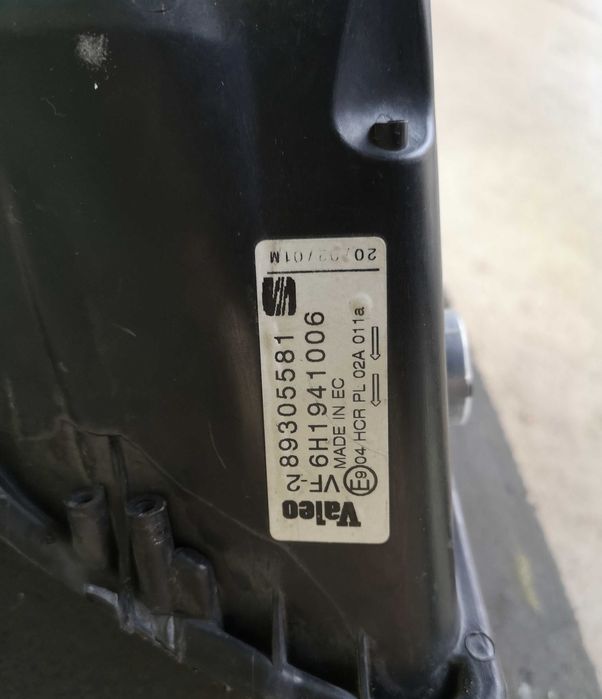 Valeo
VF-2 89305581
6H1941006
MADE IN EC
E9 04 HCR PL 02A 011a